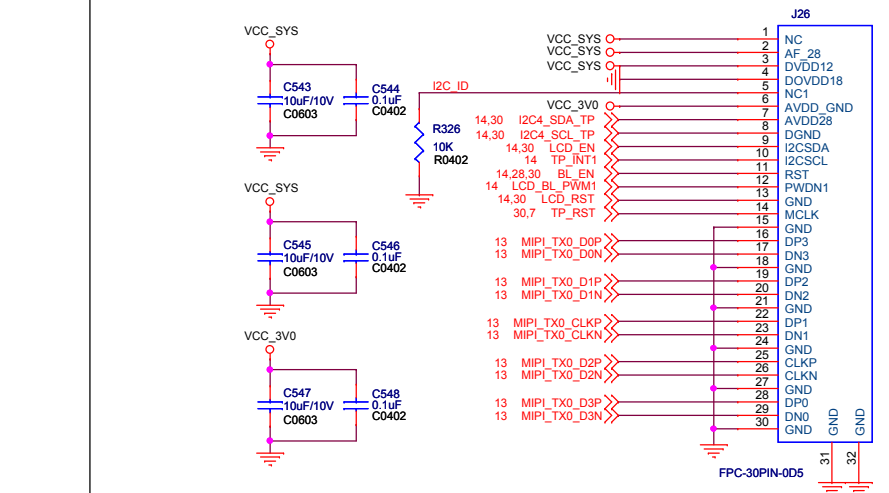 J26
VCC_SYS
C543
10uF/10V
C0603
C544
0.1uF
C0402
VCC_SYS
C545
10uF/10V
C0603
C546
0.1uF
C0402
VCC_3V0
C547
10uF/10V
C0603
C548
0.1uF
C0402
I2C_ID
R326
10K
R0402
VCC_SYS
VCC_SYS
VCC_SYS
VCC_3V0
14,30 I2C4_SDA_TP
14,30 I2C4_SCL_TP
14,30 LCD_EN
14 TP_INT1
14,28,30 BL_EN
14 LCD_BL_PWM1
14,30 LCD_RST
30,7 TP_RST
13 MIPI_TX0_D0P
13 MIPI_TX0_D0N
13 MIPI_TX0_D1P
13 MIPI_TX0_D1N
13 MIPI_TX0_CLKP
13 MIPI_TX0_CLKN
13 MIPI_TX0_D2P
13 MIPI_TX0_D2N
13 MIPI_TX0_D3P
13 MIPI_TX0_D3N
1 NC
2 AF_28
3 DVDD12
4 DOVDD18
5 NC1
6 AVDD_GND
7 AVDD28
8 DGND
9 I2CSDA
10 I2CSCL
11 RST
12 PWDN1
13 GND
14 MCLK
15 GND
16 DP3
17 DN3
18 GND
19 DP2
20 DN2
21 GND
22 DP1
23 DN1
24 GND
25 CLKP
26 CLKN
27 GND
28 DP0
29 DN0
30 GND
31 GND
32 GND
FPC-30PIN-0D5